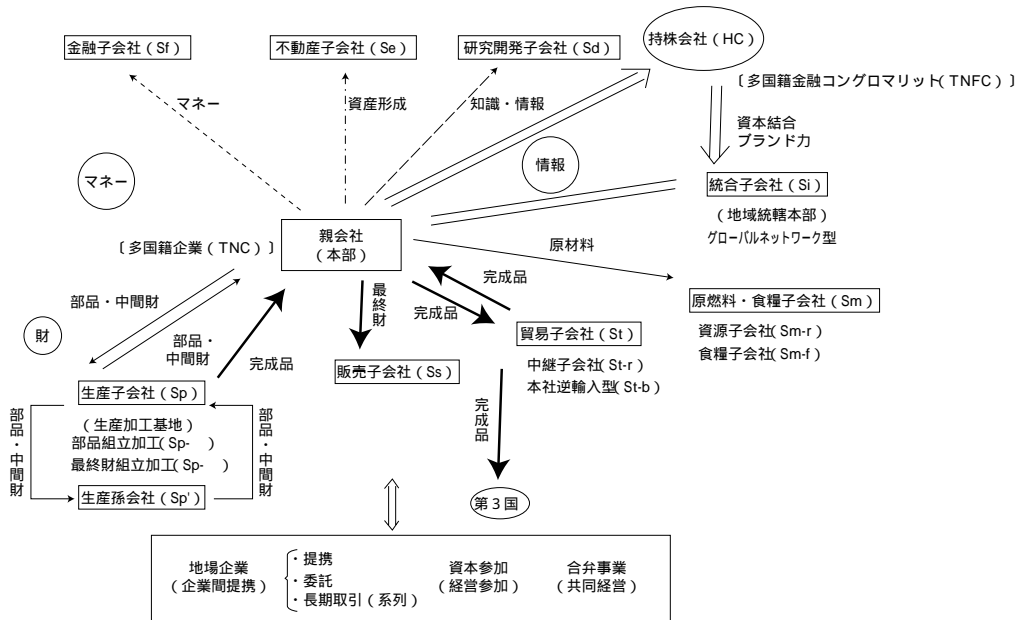 金融子会社(Sf)
不動産子会社(Se)
研究開発子会社(Sd)
持株会社(HC)
〔多国籍金融コングロマリット(TNFC)〕
マネー
資産形成
知識・情報
資本結合
ブランド力
マネー
情報
統合子会社(Si)
(地域統轄本部)
グローバルネットワーク型
〔多国籍企業(TNC)〕
親会社
(本部)
原材料
部品・中間財
完成品
最終財
完成品
原燃料・食糧子会社(Sm)
資源子会社(Sm-r)
食糧子会社(Sm-f)
財
部品・
中間財
完成品
貿易子会社(St)
中継子会社(St-r)
本社逆輸入型(St-b)
販売子会社(Ss)
生産子会社(Sp)
(生産加工基地)
部品組立加工(Sp- )
最終財組立加工(Sp- )
部品・中間財
部品・中間財
生産孫会社(Sp')
完成品
第3国
地場企業
(企業間提携)
・提携
・委託
・長期取引(系列)
資本参加
(経営参加)
合弁事業
(共同経営)